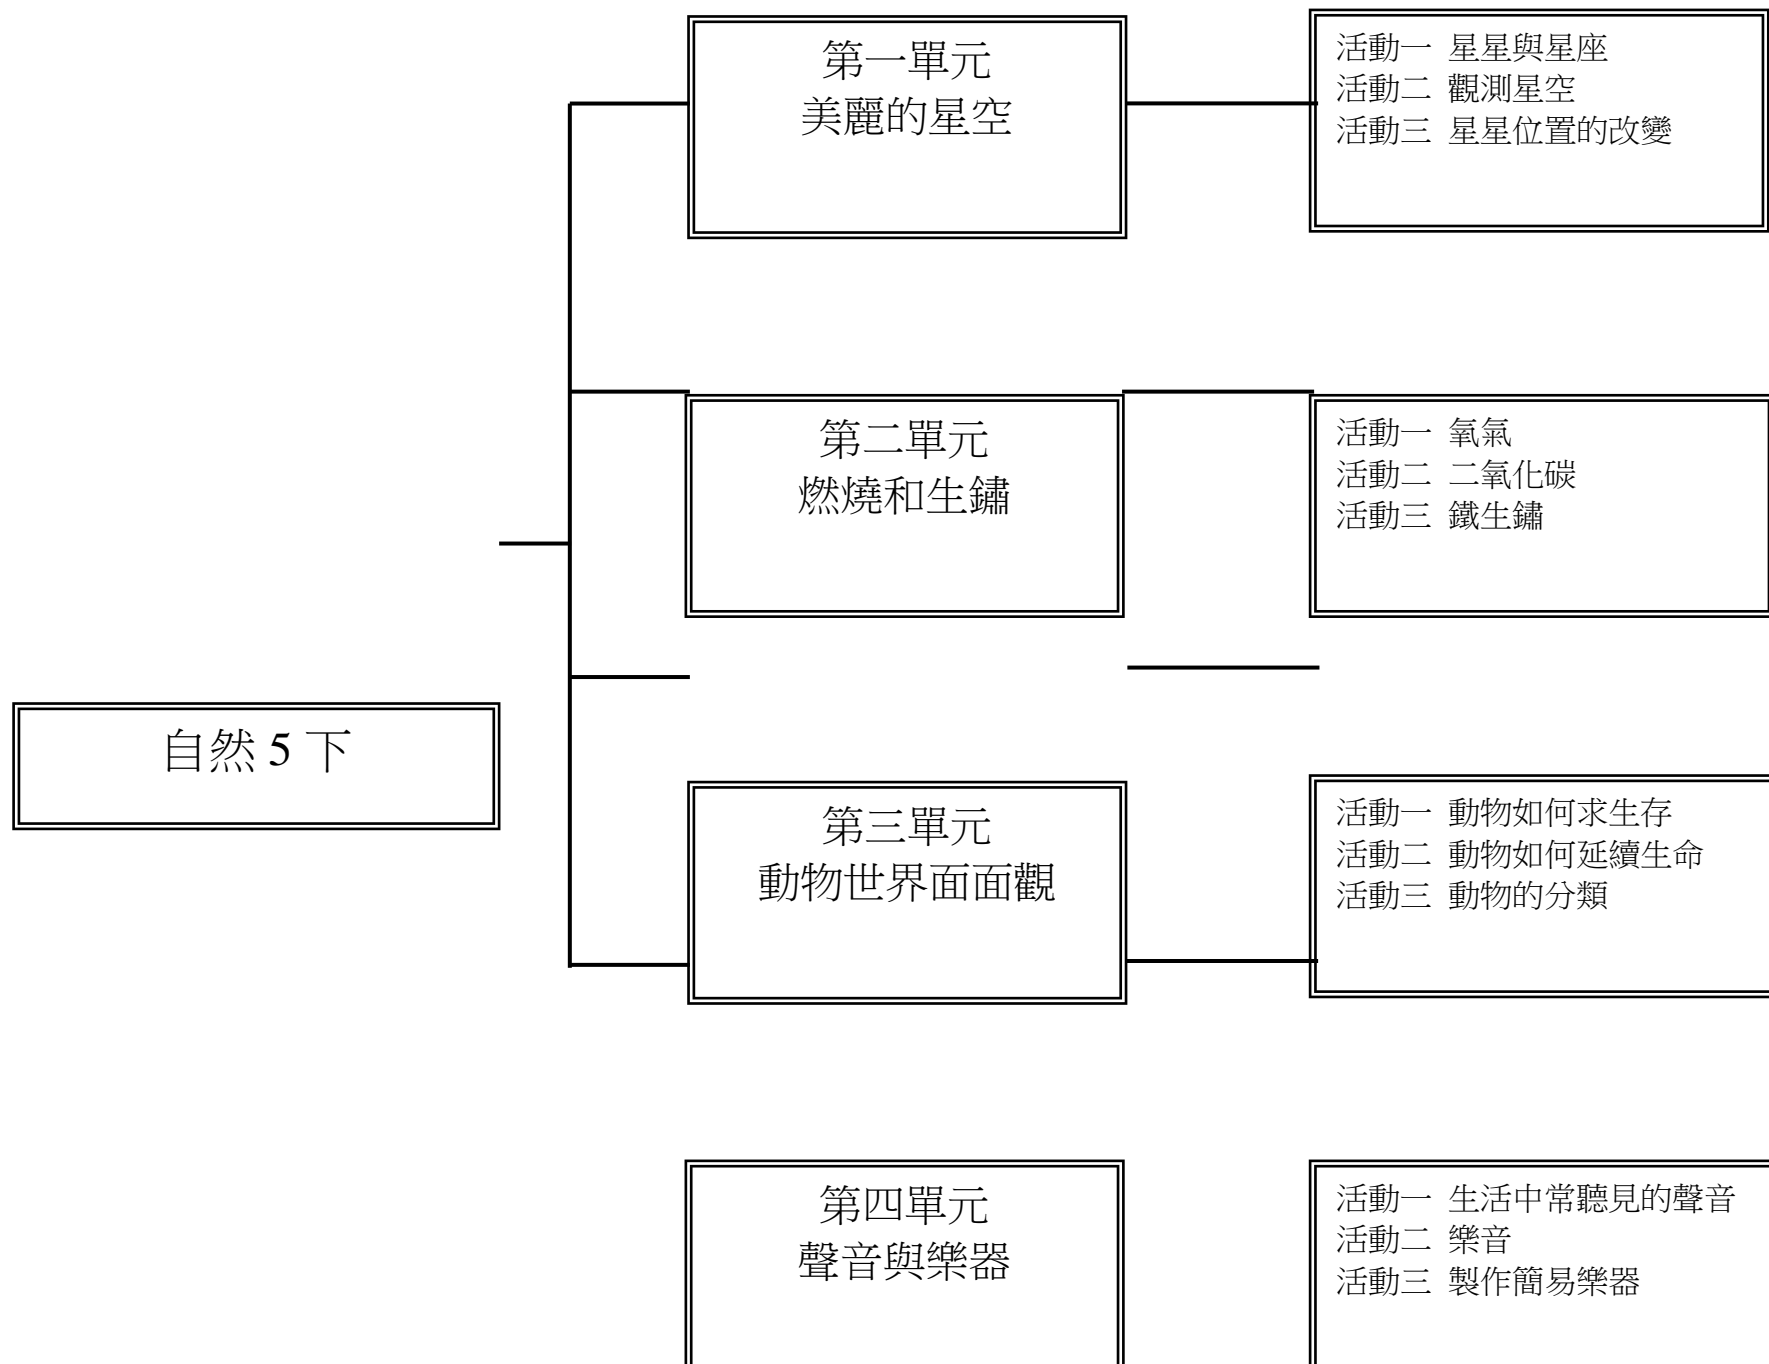 第一單元
美麗的星空
活動一 星星與星座
活動二 觀測星空
活動三 星星位置的改變
第二單元
燃燒和生鏽
活動一 氧氣
活動二 二氧化碳
活動三 鐵生鏽
自然 5 下
第三單元
動物世界面面觀
活動一 動物如何求生存
活動二 動物如何延續生命
活動三 動物的分類
第四單元
聲音與樂器
活動一 生活中常聽見的聲音
活動二 樂音
活動三 製作簡易樂器